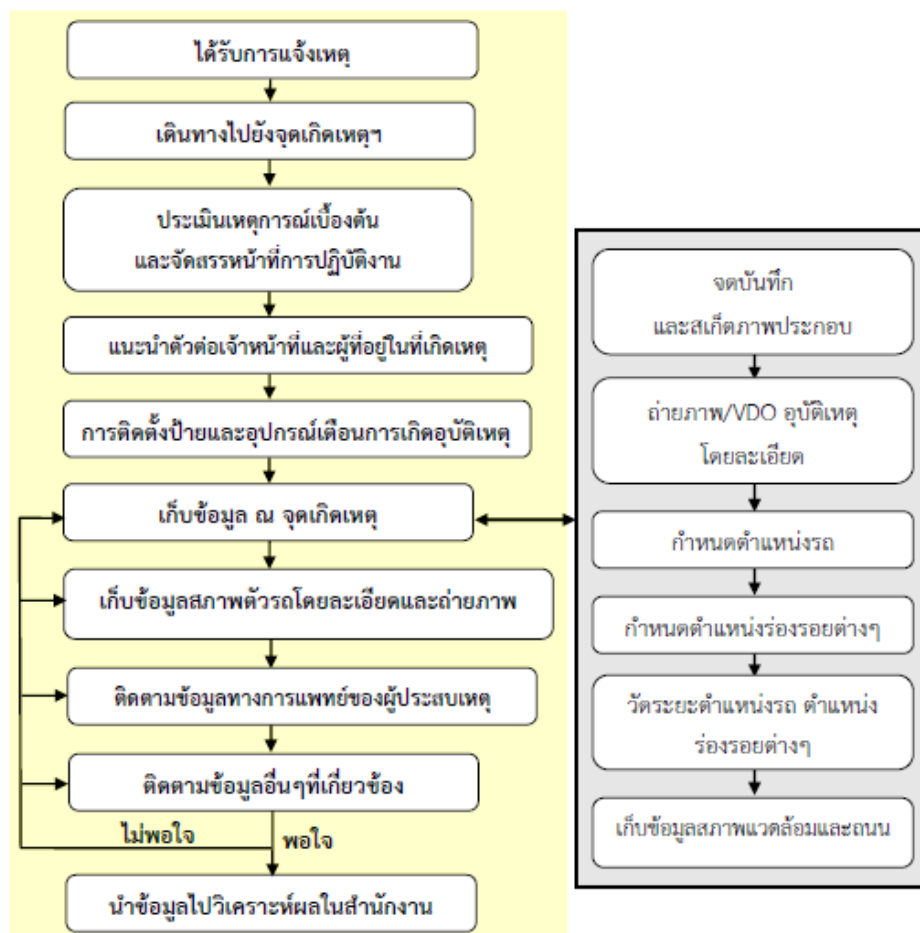 ได้รับการแจ้งเหตุ
เดินทางไปยังจุดเกิดเหตุฯ
ประเมินเหตุการณ์เบื้องต้น
และจัดสรรหน้าที่การปฏิบัติงาน
แนะนำตัวต่อเจ้าหน้าที่และผู้ที่อยู่ในที่เกิดเหตุ
การติดตั้งป้ายและอุปกรณ์เตือนการเกิดอุบัติเหตุ
เก็บข้อมูล ณ จุดเกิดเหตุ
เก็บข้อมูลสภาพตัวรถโดยละเอียดและถ่ายภาพ
ติดตามข้อมูลทางการแพทย์ของผู้ประสบเหตุ
ติดตามข้อมูลอื่นๆที่เกี่ยวข้อง
ไม่พอใจ
พอใจ
นำข้อมูลไปวิเคราะห์ผลในสำนักงาน
จดบันทึก
และสเก็ตภาพประกอบ
ถ่ายภาพ/VDO อุบัติเหตุ
โดยละเอียด
กำหนดตำแหน่งรถ
กำหนดตำแหน่งร่องรอยต่างๆ
วัดระยะตำแหน่งรถ ตำแหน่ง
ร่องรอยต่างๆ
เก็บข้อมูลสภาพแวดล้อมและถนน